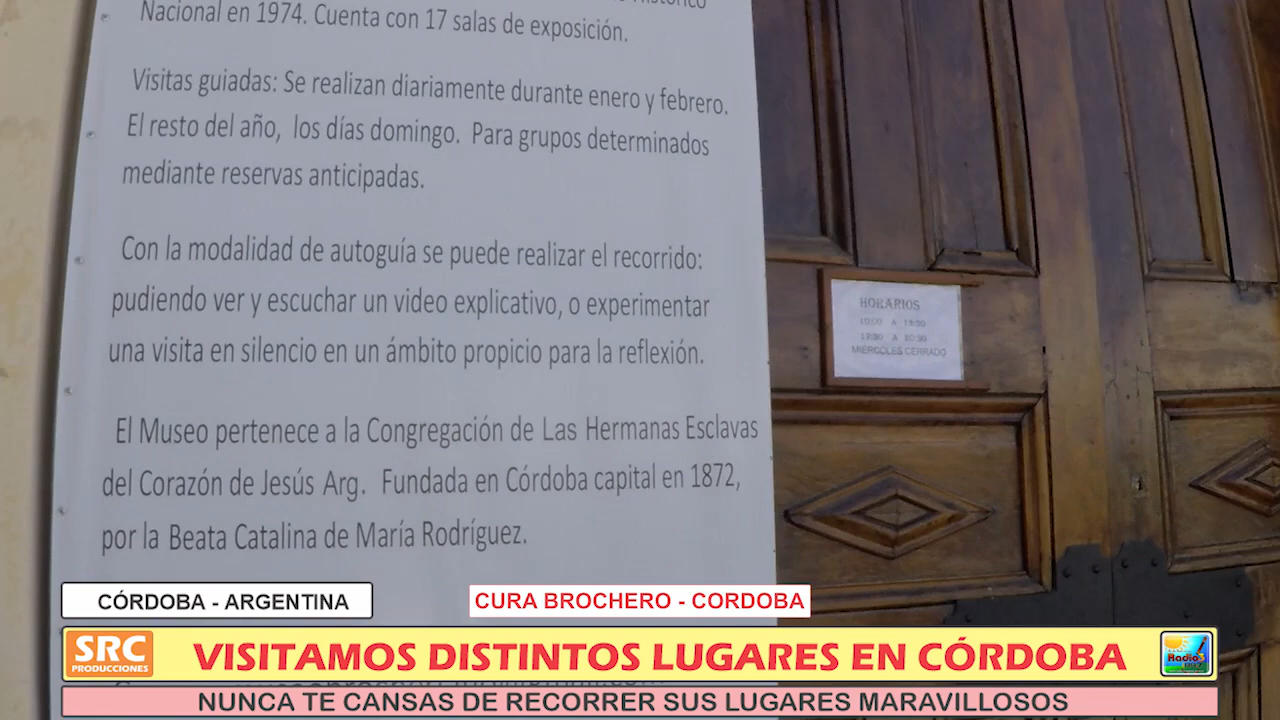 Nacional en 1974. Cuenta con 17 salas de exposición.
Visitas guiadas: Se realizan diariamente durante enero y febrero.
El resto del año, los días domingo. Para grupos determinados
mediante reservas anticipadas.
Con la modalidad de autoguía se puede realizar el recorrido:
pudiendo ver y escuchar un video explicativo, o experimentar
una visita en silencio en un ámbito propicio para la reflexión.
El Museo pertenece a la Congregación de Las Hermanas Esclavas
del Corazón de Jesús Arg. Fundada en Córdoba capital en 1872,
por la Beata Catalina de María Rodríguez.
HORARIOS
A
A
MIÉRCOLES CERRADO
CÓRDOBA - ARGENTINA
CURA BROCHERO - CORDOBA
SRC
PRODUCCIONES
VISITAMOS DISTINTOS LUGARES EN CÓRDOBA
Radio
NUNCA TE CANSAS DE RECORRER SUS LUGARES MARAVILLOSOS